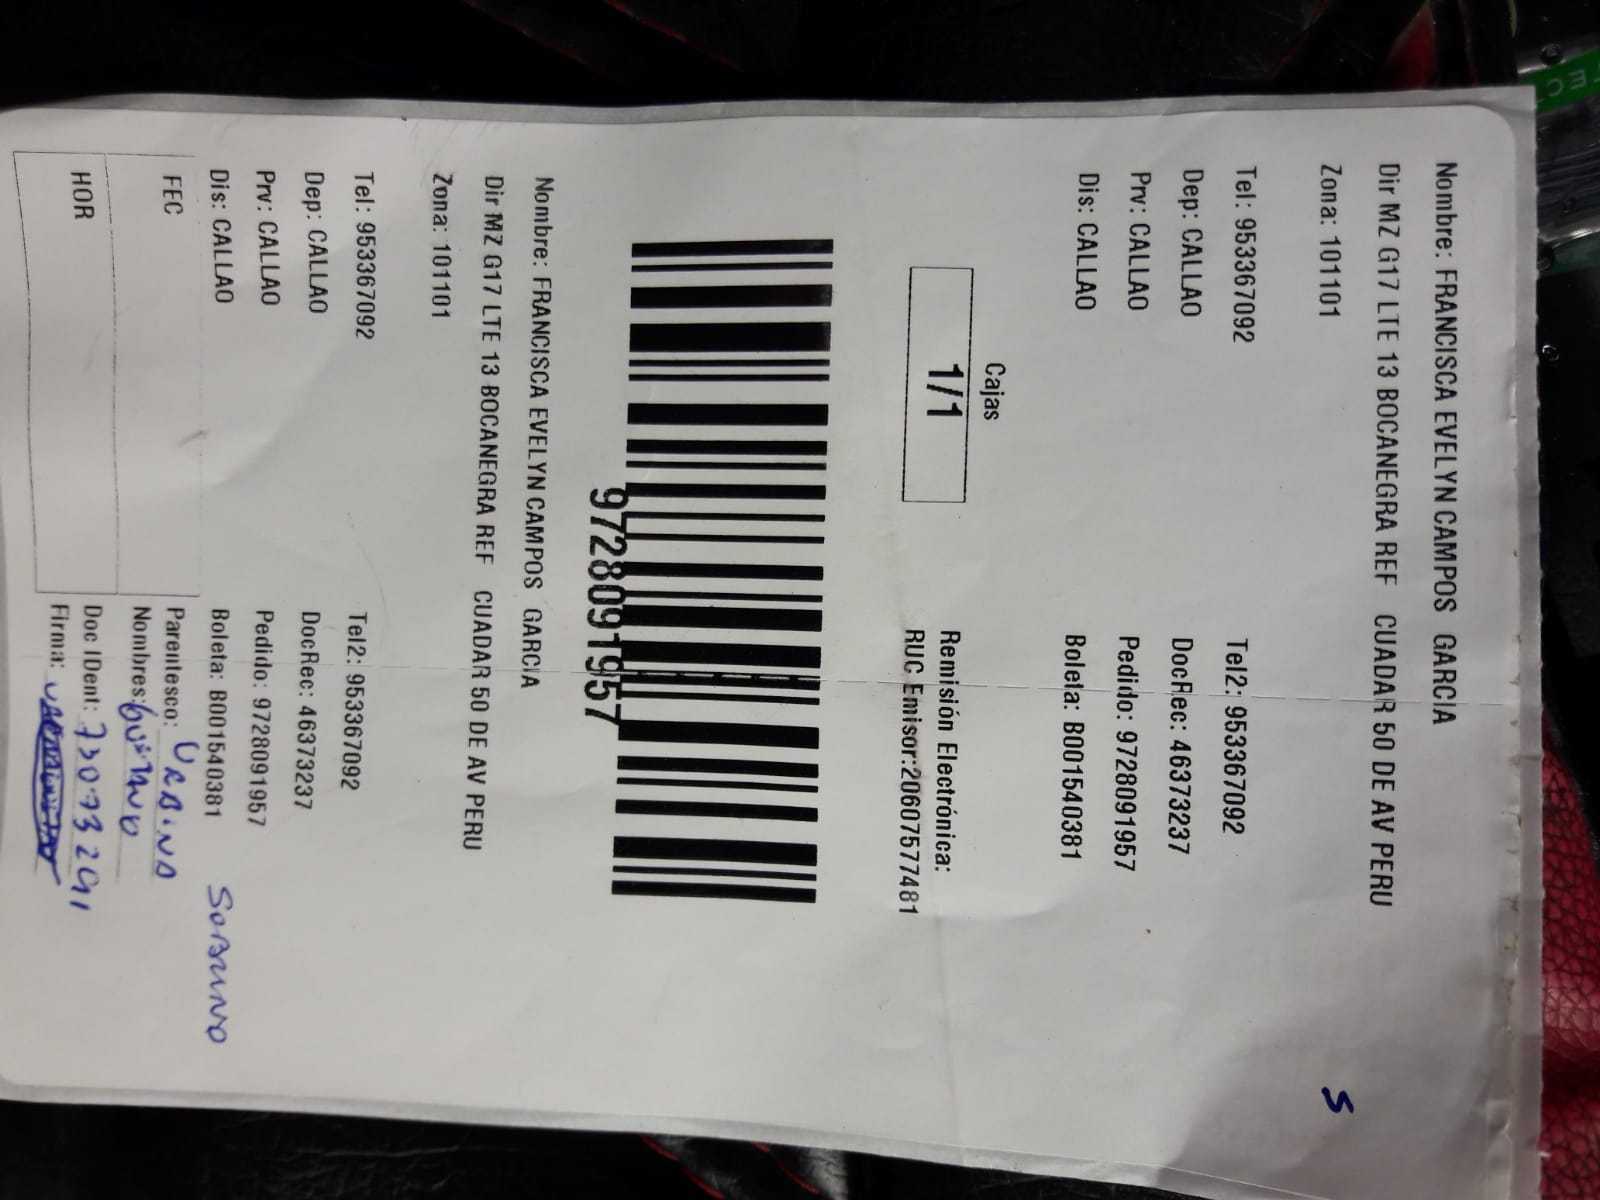 Nombre: FRANCISCA EVELYN CAMPOS GARCIA
Dir MZ G17 LTE 13 BOCANEGRA REF CUADAR 50 DE AV PERU
Zona: 101101
Tel: 953367092 Tel2: 953367092
Dep: CALLAO DocRec: 46373237
Prv: CALLAO Pedido: 9728091957
Dis: CALLAO Boleta: B001540381
Cajas
1/1
Remisión Electrónica:
RUC Emisor:20607577481
9728091957
Nombre: FRANCISCA EVELYN CAMPOS GARCIA
Dir MZ G17 LTE 13 BOCANEGRA REF CUADAR 50 DE AV PERU
Zona: 101101
Tel: 953367092 Tel2: 953367092
Dep: CALLAO DocRec: 46373237
Prv: CALLAO Pedido: 9728091957
Dis: CALLAO Boleta: B001540381
FEC Parentesco:
Nombres:
HOR Doc IDent:
Firma: